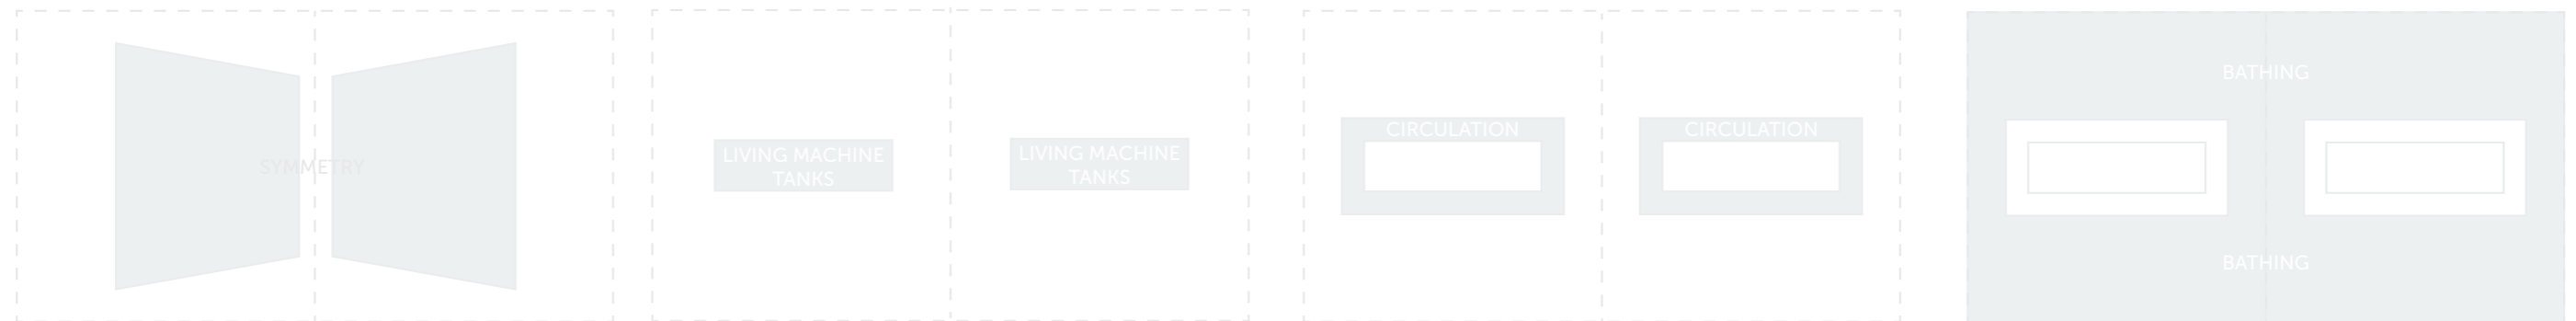 SYMMETRY
LIVING MACHINE
TANKS
LIVING MACHINE
TANKS
CIRCULATION
CIRCULATION
BATHING
BATHING